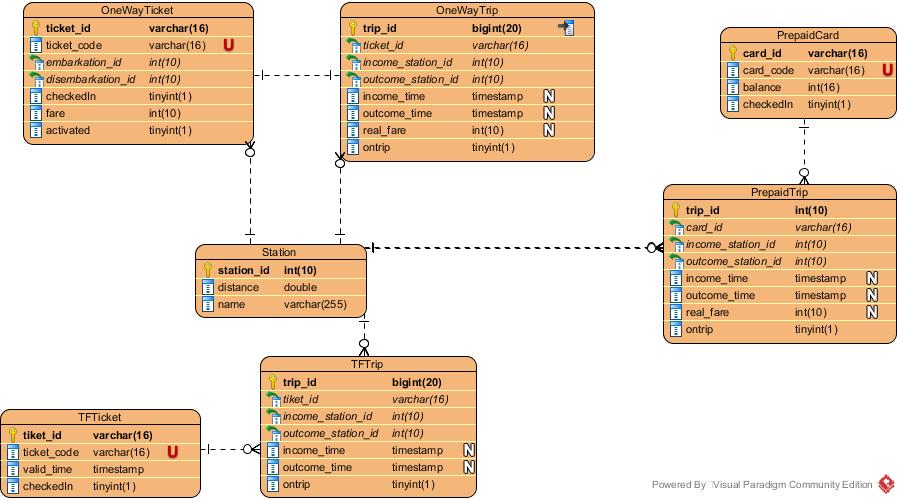 OneWayTicket
ticket_id varchar(16)
ticket_code varchar(16) U
embarkation_id int(10)
disembarkation_id int(10)
checkedIn tinyint(1)
fare int(10)
activated tinyint(1)
OneWayTrip
trip_id bigint(20)
ticket_id varchar(16)
income_station_id int(10)
outcome_station_id int(10)
income_time timestamp N
outcome_time timestamp N
real_fare int(10) N
ontrip tinyint(1)
PrepaidCard
card_id varchar(16)
card_code varchar(16) U
balance int(16)
checkedIn tinyint(1)
PrepaidTrip
trip_id int(10)
card_id varchar(16)
income_station_id int(10)
outcome_station_id int(10)
income_time timestamp N
outcome_time timestamp N
real_fare int(10) N
ontrip tinyint(1)
Station
station_id int(10)
distance double
name varchar(255)
TFTrip
trip_id bigint(20)
tiket_id varchar(16)
income_station_id int(10)
outcome_station_id int(10)
income_time timestamp N
outcome_time timestamp N
ontrip tinyint(1)
TFTicket
tiket_id varchar(16)
ticket_code varchar(16) U
valid_time timestamp
checkedIn tinyint(1)
Powered By Visual Paradigm Community Edition